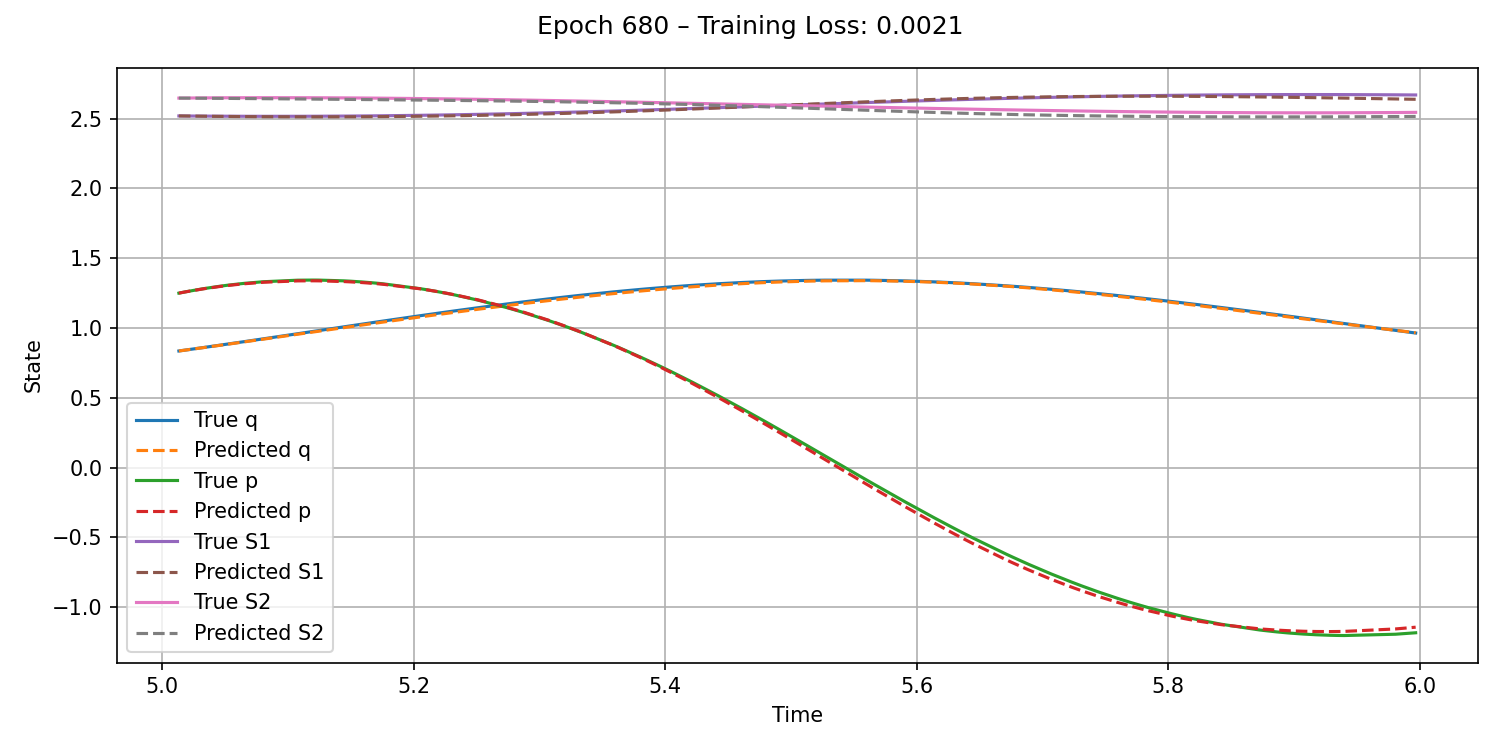 Epoch 680 – Training Loss: 0.0021
State
2.5
2.0
1.5
1.0
0.5
0.0
−0.5
−1.0
True q
Predicted q
True p
Predicted p
True S1
Predicted S1
True S2
Predicted S2
5.0 5.2 5.4 5.6 5.8 6.0
Time